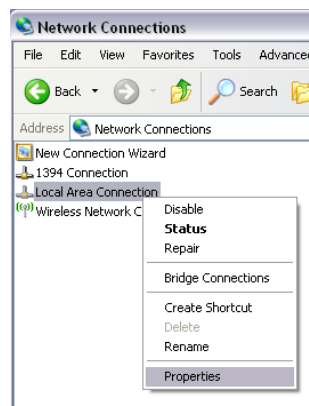 Network Connections
File Edit View Favorites Tools Advanced
Back Search
Address Network Connections
New Connection Wizard
1394 Connection
Local Area Connection
Wireless Network C
Disable
Status
Repair
Bridge Connections
Create Shortcut
Delete
Rename
Properties